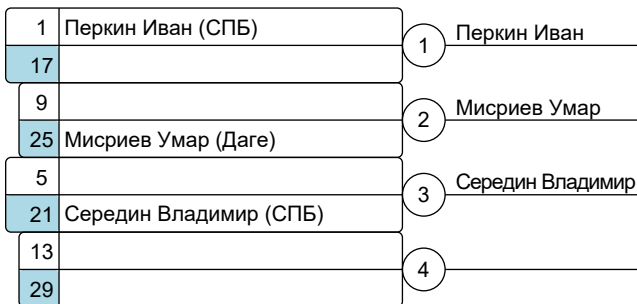 1 Перкин Иван (СПБ)
1 Перкин Иван
17
9
2 Мисриев Умар
25 Мисриев Умар (Даге)
5
3 Середин Владимир
21 Середин Владимир (СПБ)
13
4
29